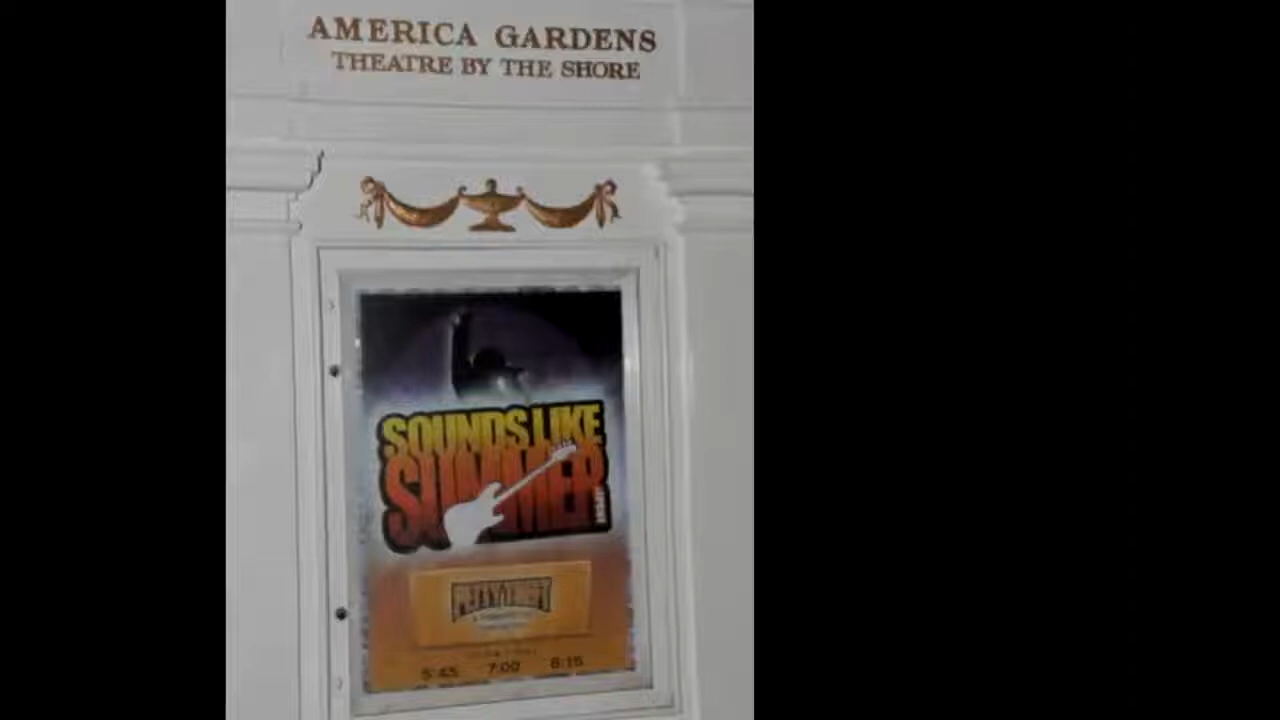 AMERICA GARDENS
THEATRE BY THE SHORE
SOUNDS LIKE
SUMMER
5:45 7:00 8:15